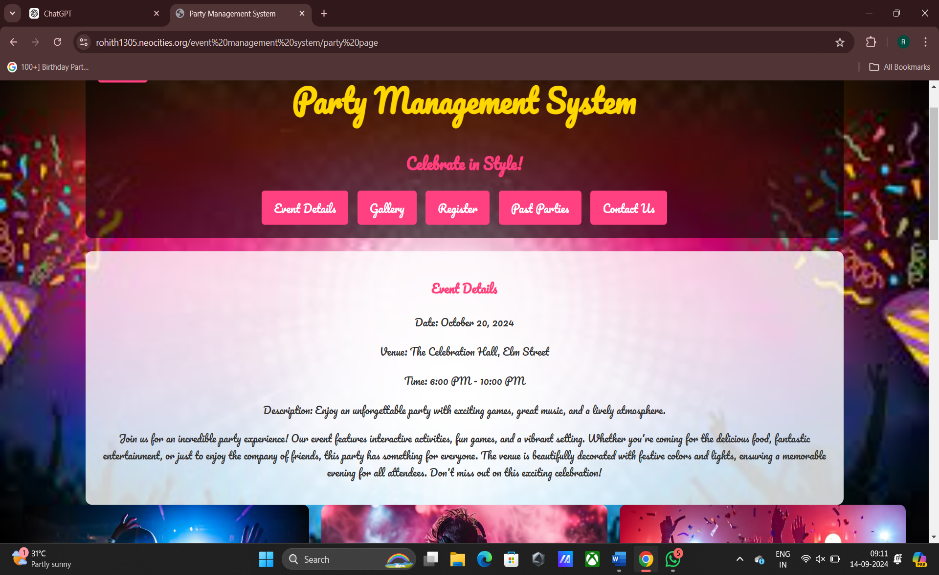 ChatGPT
Party Management System
rohith1305.neocities.org/event%20management%20system/party%20page
100+] Birthday Part...
All Bookmarks
Party Management System
Celebrate in Style!
Event Details
Gallery
Register
Past Parties
Contact Us
Event Details
Date: October 20, 2024
Venue: The Celebration Hall, Elm Street
Time: 6:00 PM - 10:00 PM
Description: Enjoy an unforgettable party with exciting games, great music, and a lively atmosphere.
Join us for an incredible party experience! Our event features interactive activities, fun games, and a vibrant setting. Whether you're coming for the delicious food, fantastic
entertainment, or just to enjoy the company of friends, this party has something for everyone. The venue is beautifully decorated with festive colors and lights, ensuring a memorable
evening for all attendees. Don't miss out on this exciting celebration!
1
31°C
Partly sunny
Search
5
ENG
IN
09:11
14-09-2024